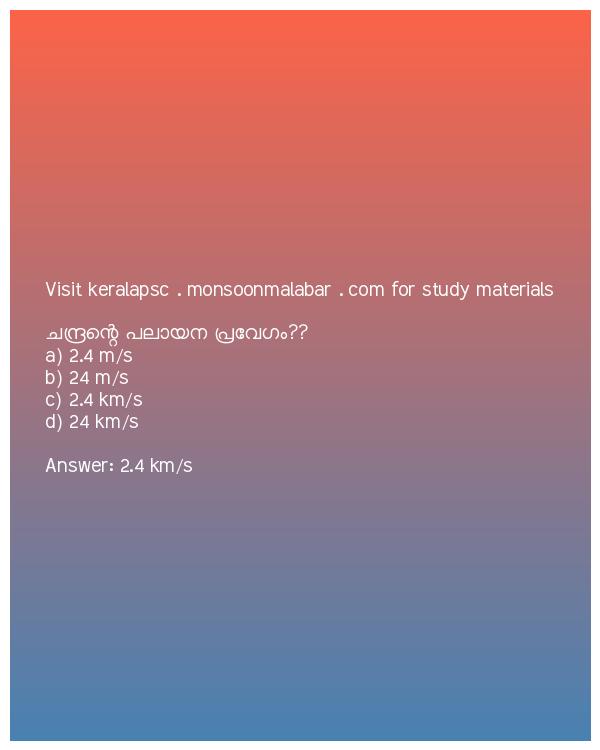 Visit keralapsc . monsoonmalabar . com for study materials
ചന്ദ്രന്റെ പലായന പ്രവേഗം??
a) 2.4 m/s
b) 24 m/s
c) 2.4 km/s
d) 24 km/s
Answer: 2.4 km/s